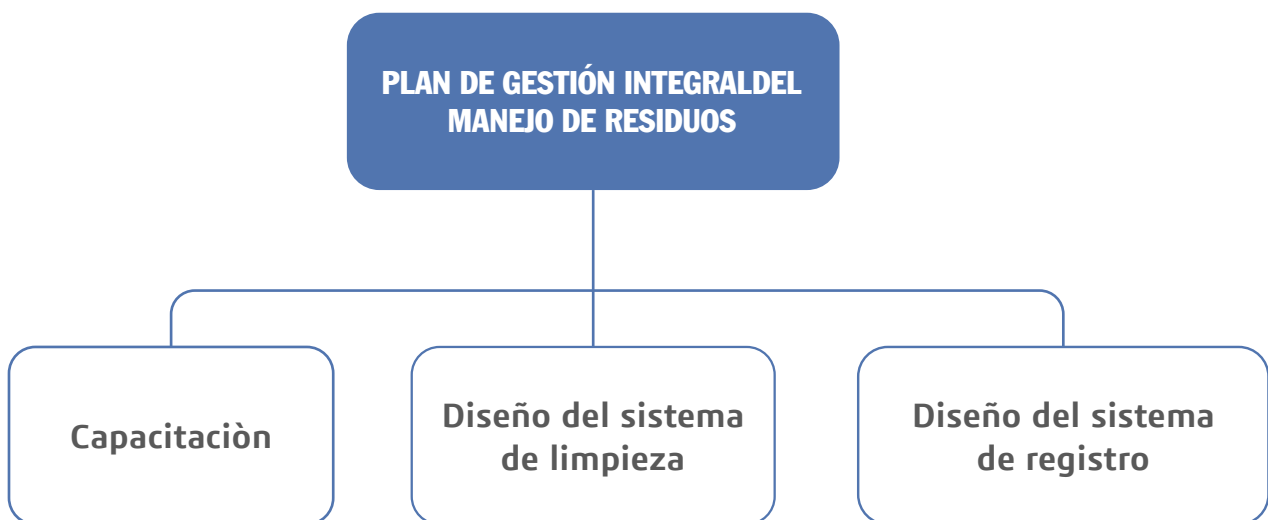 PLAN DE GESTIÓN INTEGRALDEL
MANEJO DE RESIDUOS
Capacitaciòn
Diseño del sistema
de limpieza
Diseño del sistema
de registro